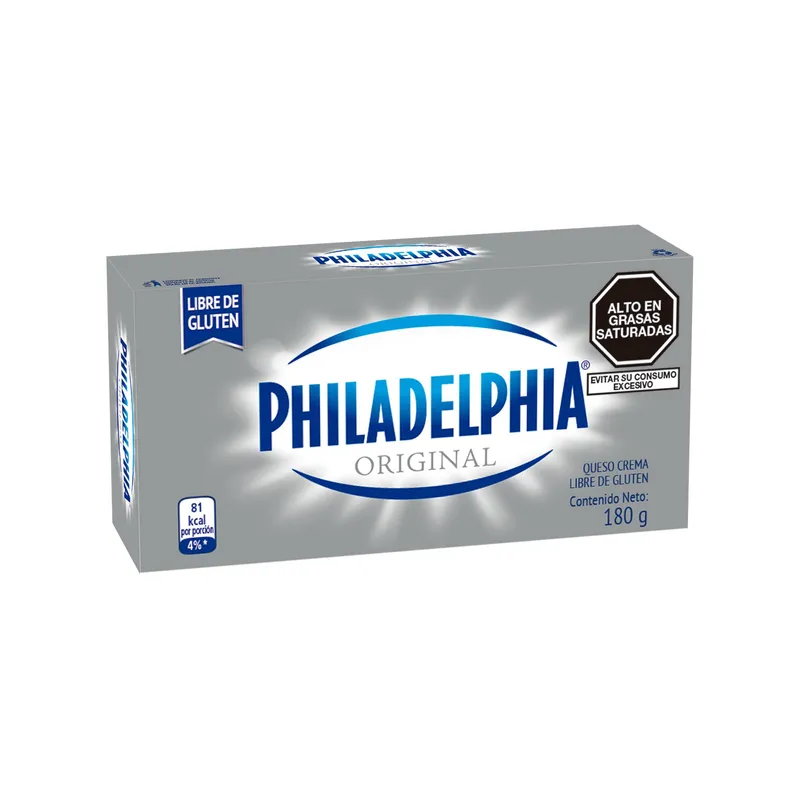 PHILADELPHIA
ORIGINAL
LIBRE DE
GLUTEN
ALTO EN
GRASAS
SATURADAS
EVITAR SU CONSUMO
EXCESIVO
PHILADELPHIA®
ORIGINAL
PHILADELPHIA
QUESO CREMA
LIBRE DE GLUTEN
Contenido Neto:
180 g
81
kcal
por porción
4%*